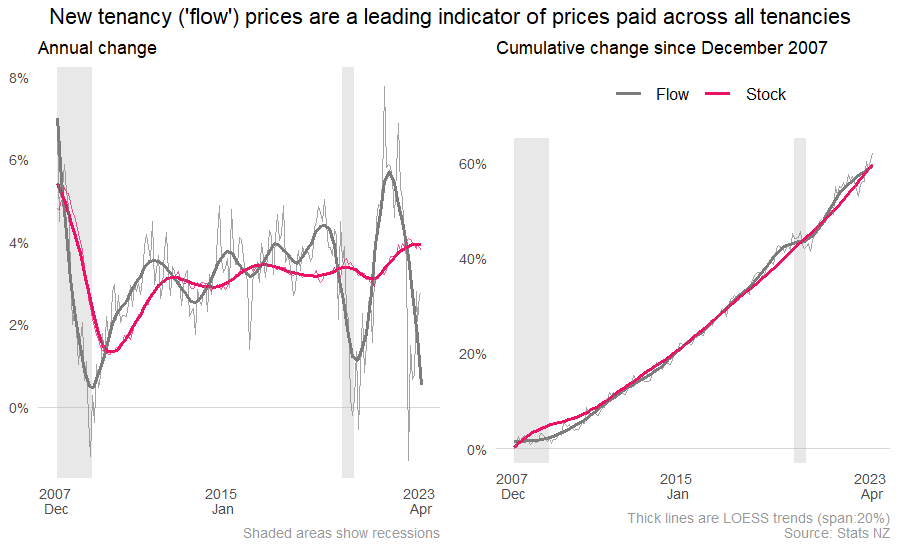 New tenancy ('flow') prices are a leading indicator of prices paid across all tenancies
Annual change
8%
6%
4%
2%
0%
2007
Dec
2015
Jan
2023
Apr
Shaded areas show recessions
Cumulative change since December 2007
Flow
Stock
60%
40%
20%
0%
2007
Dec
2015
Jan
2023
Apr
Thick lines are LOESS trends (span:20%)
Source: Stats NZ